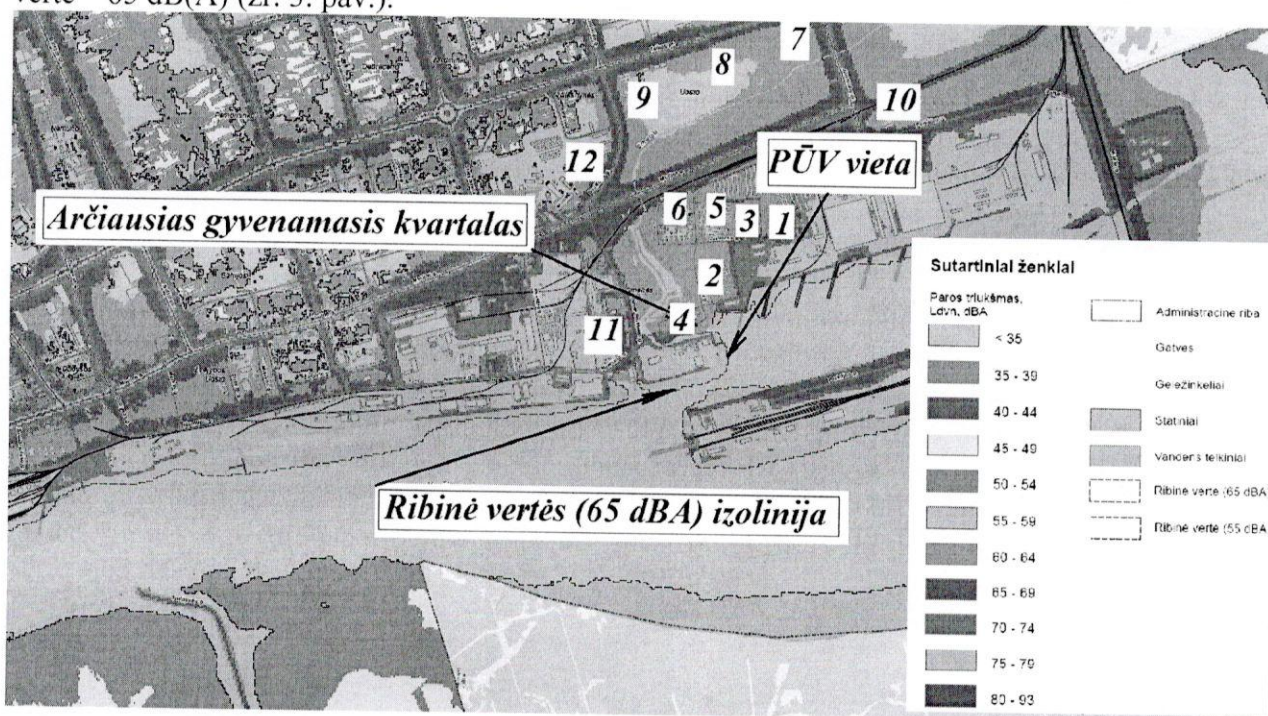 vertė – 65 dB(A) (žr. 3. pav.).
7
8
9
10
12
PŪV vieta
Arčiausias gyvenamasis kvartalas
6
5
3
1
2
4
11
Ribinė vertės (65 dBA) izolinija
Sutartiniai ženklai
Paros triukšmas,
Ldvn, dBA
< 35
35 - 39
40 - 44
45 - 49
50 - 54
55 - 59
60 - 64
65 - 69
70 - 74
75 - 79
80 - 93
Administracinė riba
Gatvės
Geležinkeliai
Statiniai
Vandens telkiniai
Ribinė vertė (65 dBA
Ribinė vertė (55 dBA